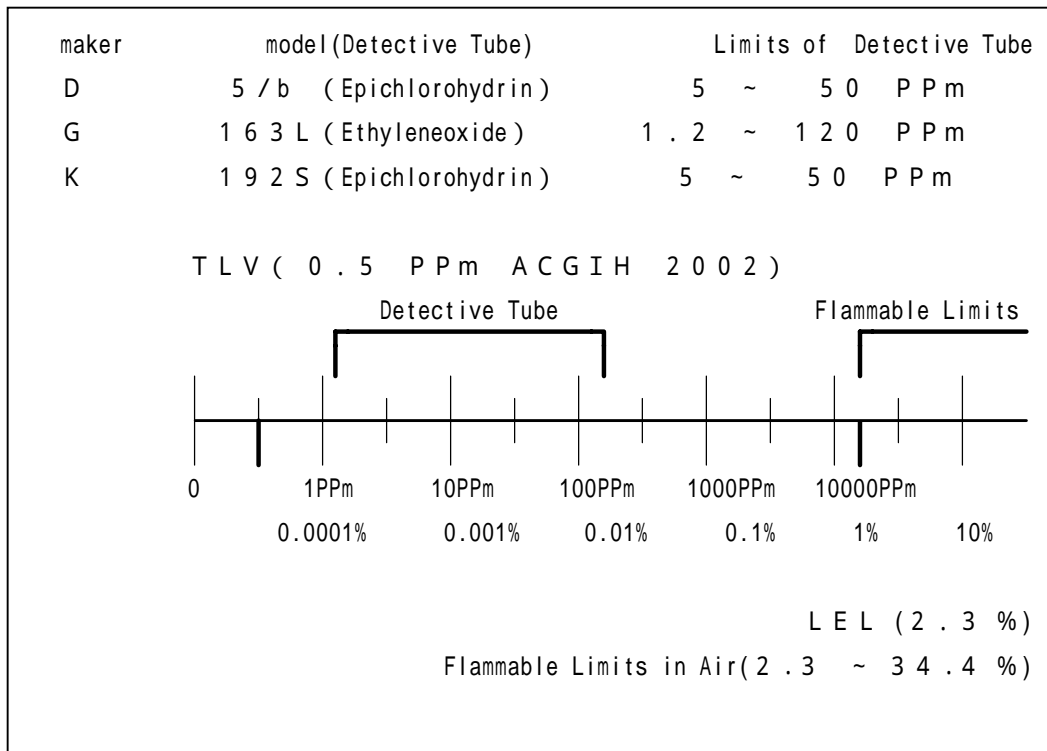 maker model(Detective Tube) Limits of Detective Tube
D 5/b (Epichlorohydrin) 5 ~ 50 PPm
G 163L (Ethyleneoxide) 1.2 ~ 120 PPm
K 192S (Epichlorohydrin) 5 ~ 50 PPm
TLV( 0.5 PPm ACGIH 2002)
Detective Tube Flammable Limits
0 1PPm 10PPm 100PPm 1000PPm 10000PPm
0.0001% 0.001% 0.01% 0.1% 1% 10%
LEL (2.3 %)
Flammable Limits in Air(2.3 ~ 34.4 %)